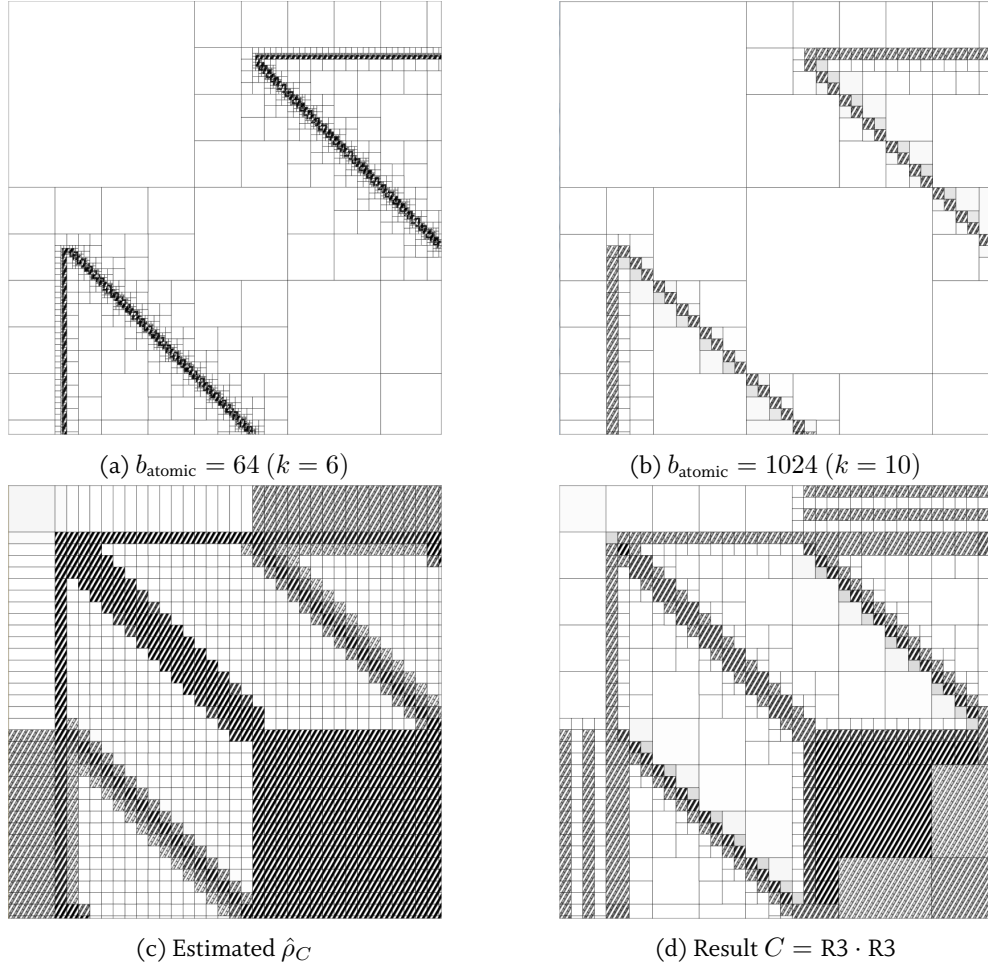 (a) b_atomic = 64 (k = 6)
(b) b_atomic = 1024 (k = 10)
(c) Estimated ρ̂_C
(d) Result C = R3 · R3